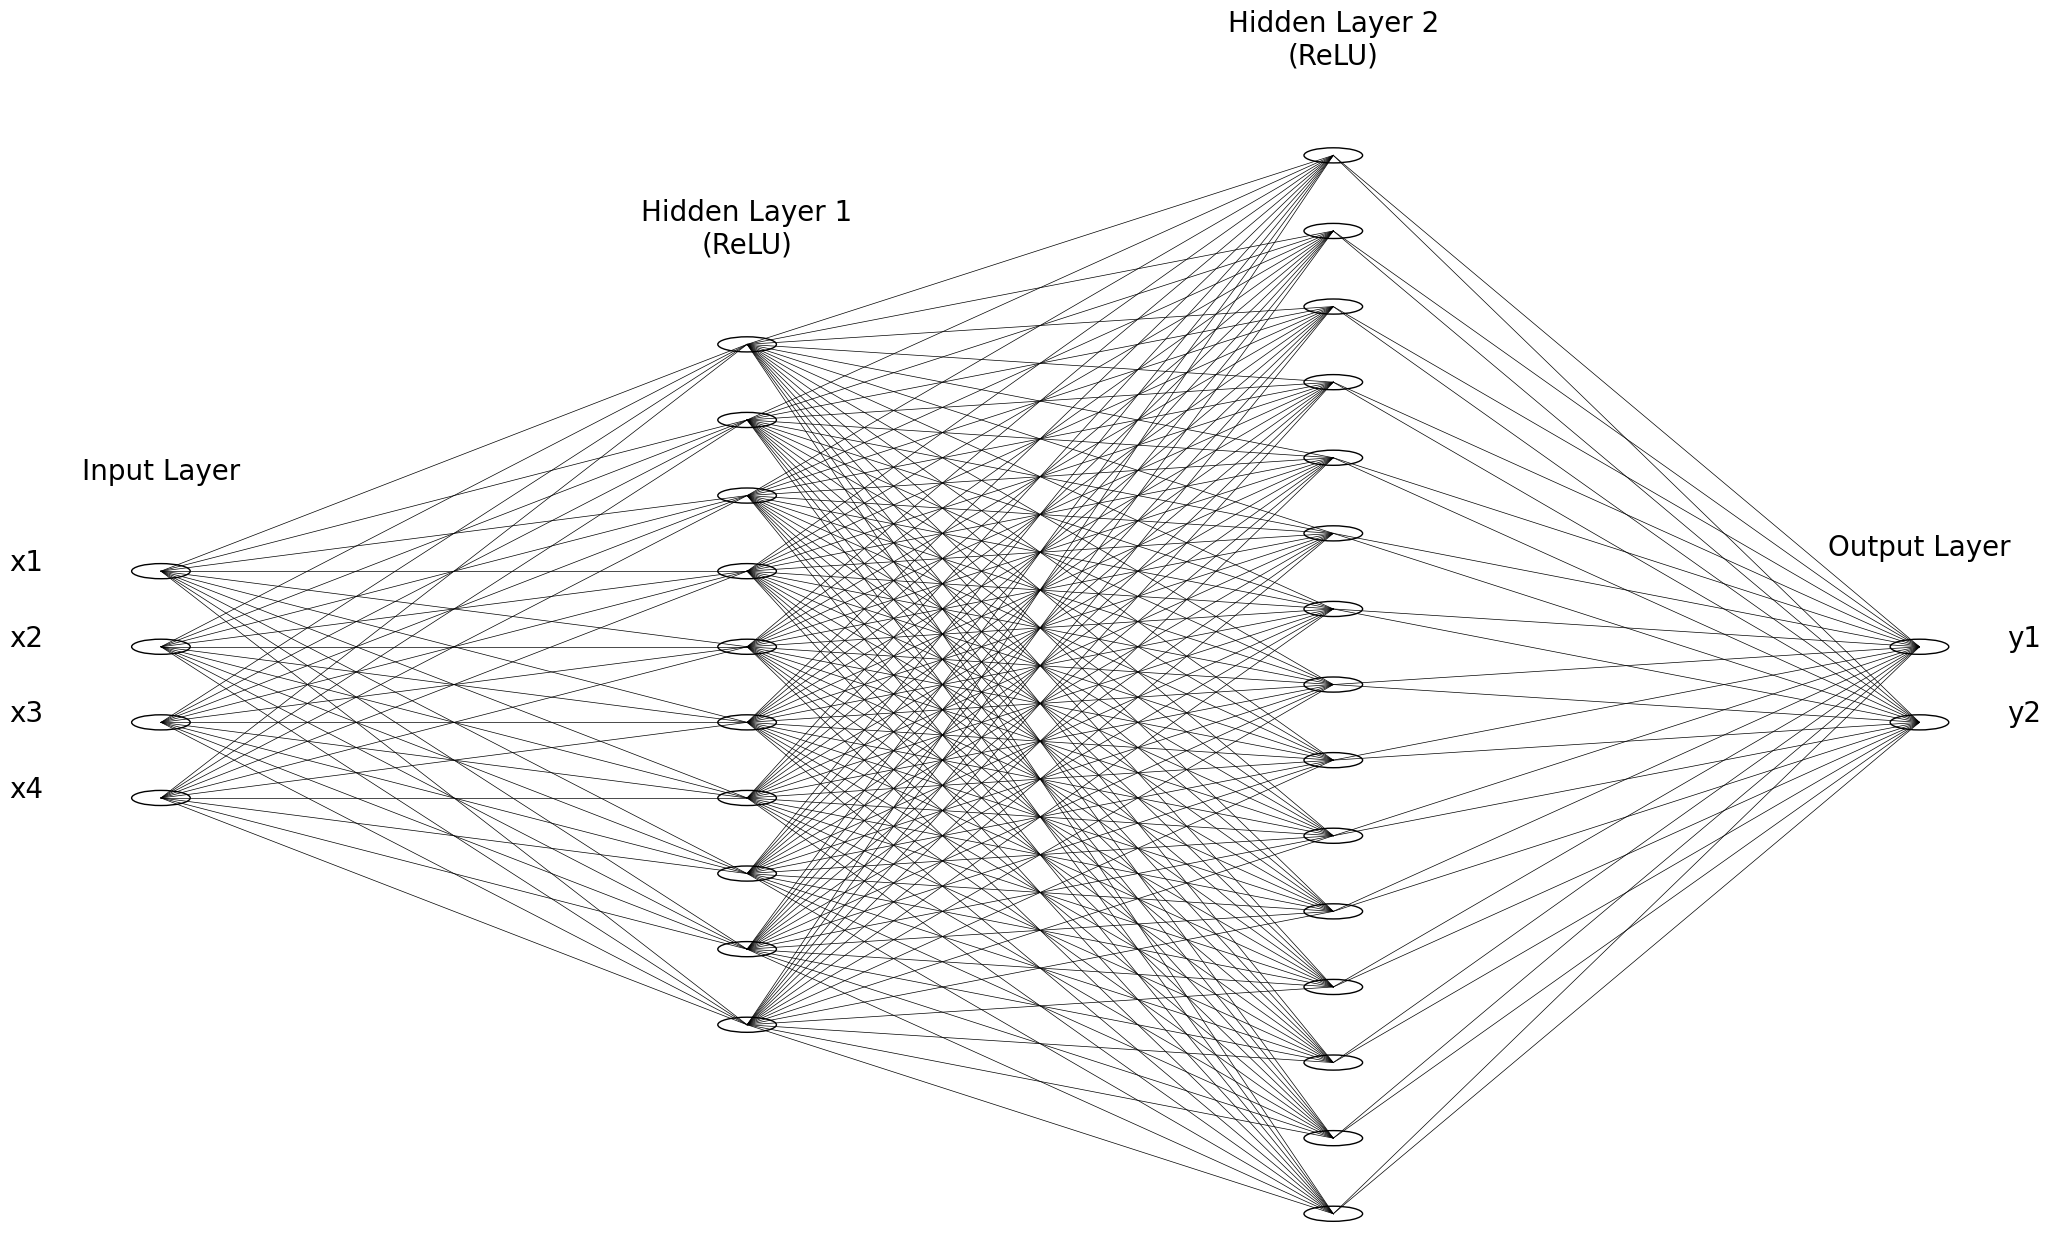 Hidden Layer 2
(ReLU)
Hidden Layer 1
(ReLU)
Input Layer
Output Layer
x1
x2
x3
x4
y1
y2